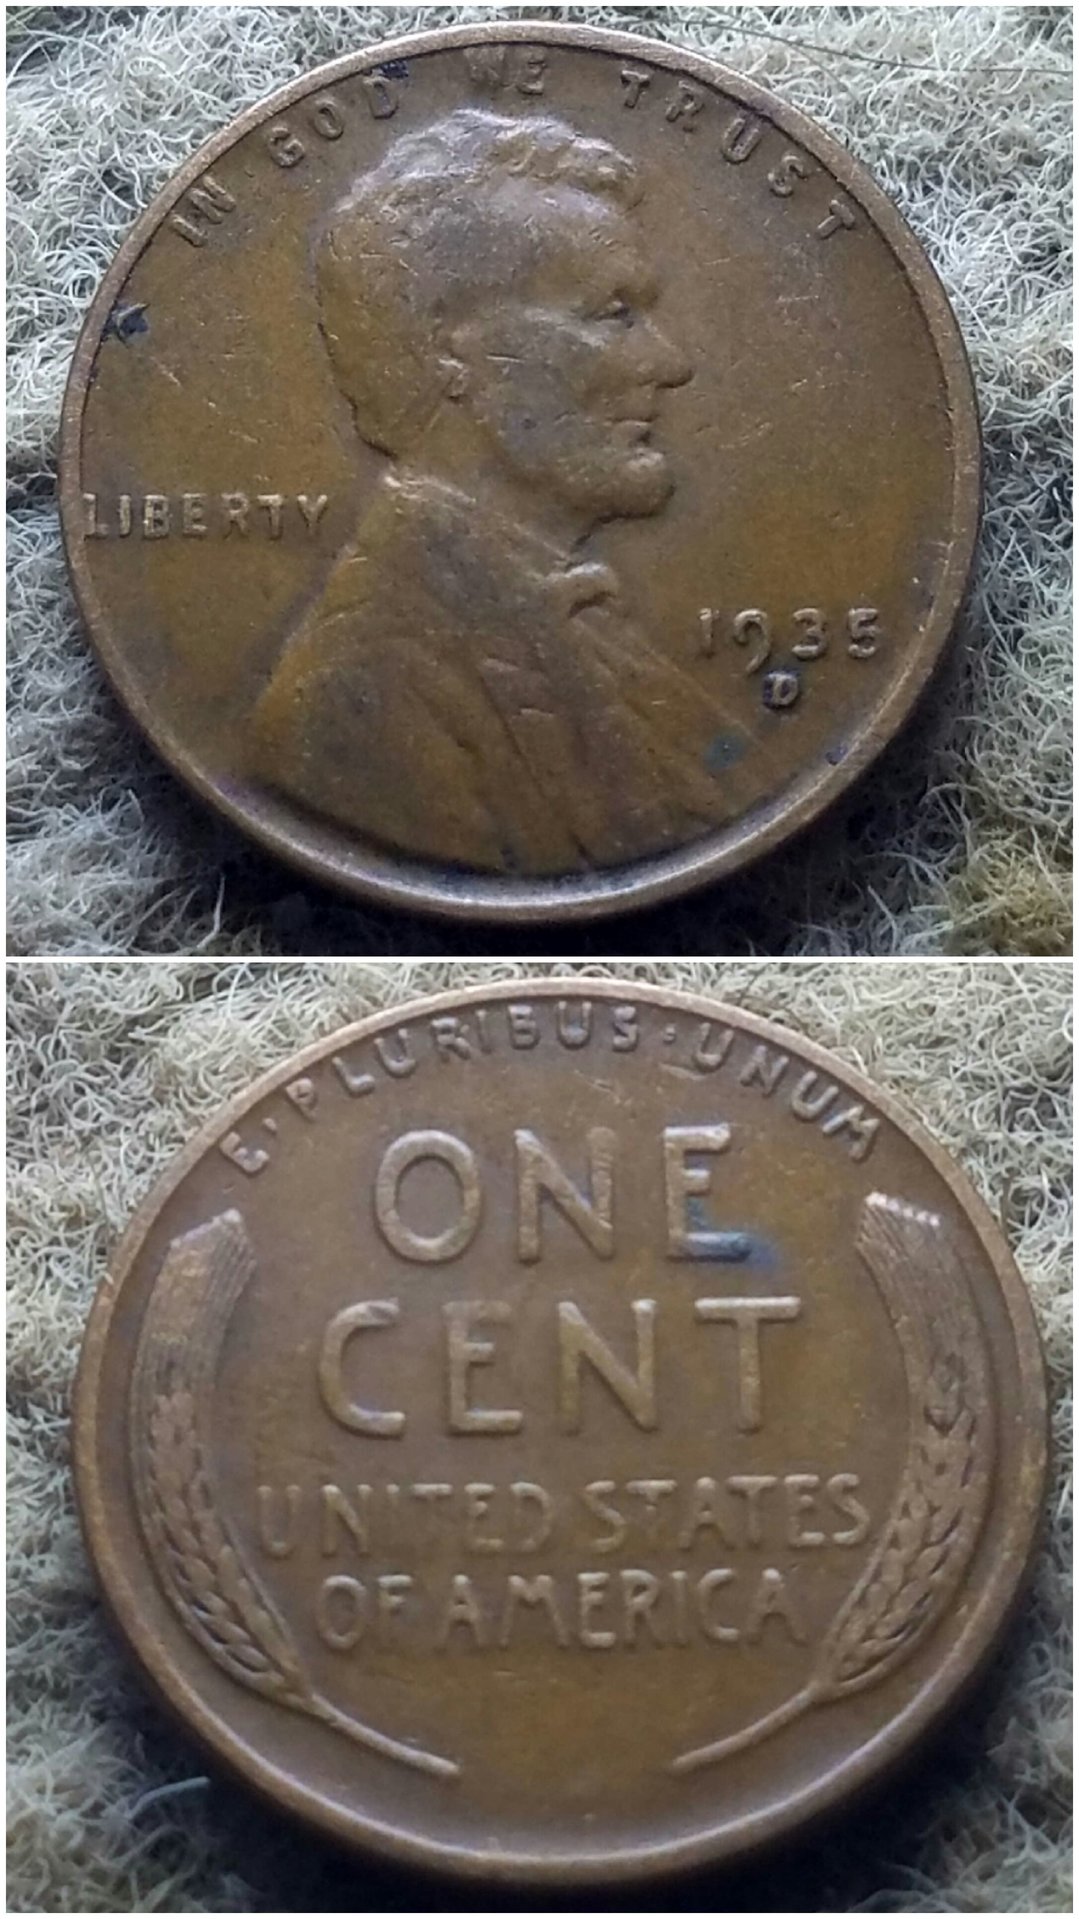 IN GOD WE TRUST
LIBERTY
1935
D
E·PLURIBUS·UNUM
ONE
CENT
UNITED STATES
OF AMERICA